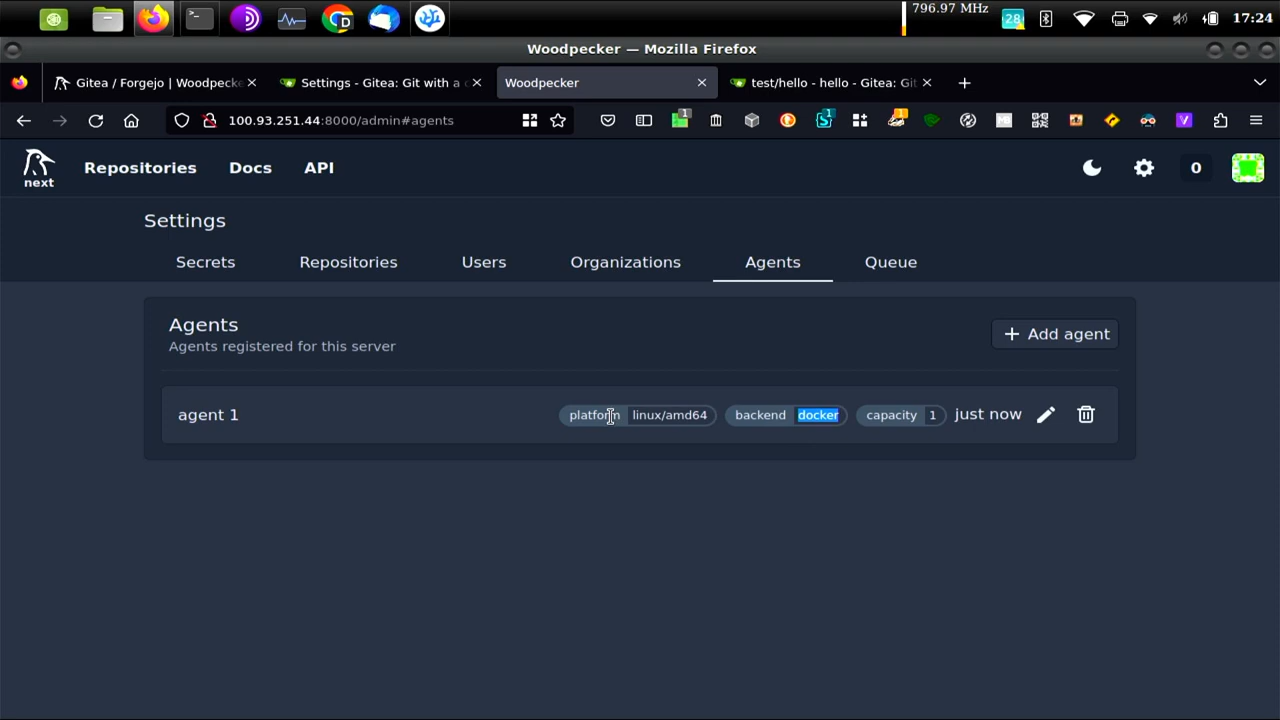 796.97 MHz
28
17:24
Woodpecker — Mozilla Firefox
Gitea / Forgejo | Woodpecke
Settings - Gitea: Git with a c
Woodpecker
test/hello - hello - Gitea: Git
100.93.251.44:8000/admin#agents
next
Repositories
Docs
API
0
Settings
Secrets
Repositories
Users
Organizations
Agents
Queue
Agents
Agents registered for this server
Add agent
agent 1
platform linux/amd64
backend docker
capacity 1
just now